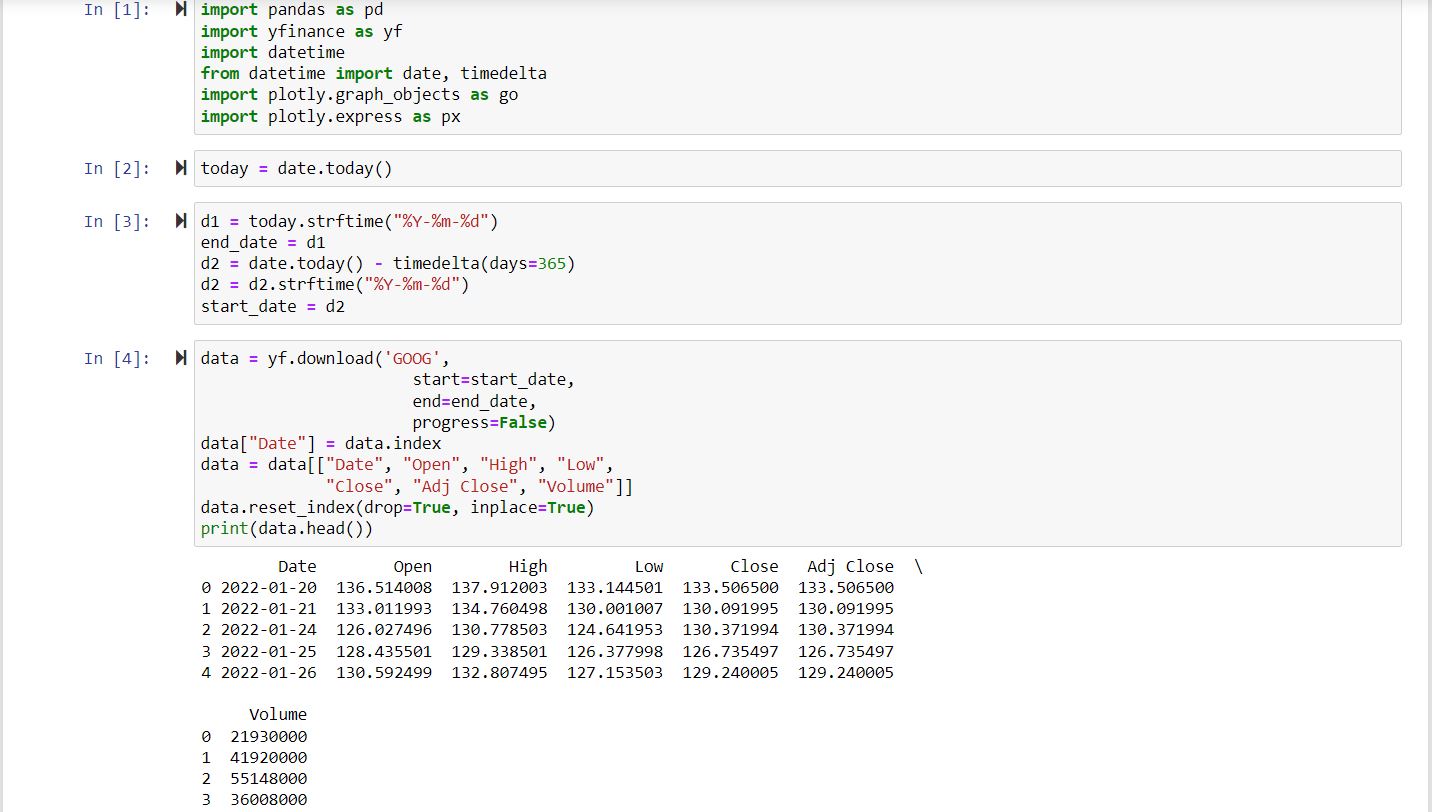 In [1]: import pandas as pd
import yfinance as yf
import datetime
from datetime import date, timedelta
import plotly.graph_objects as go
import plotly.express as px
In [2]: today = date.today()
In [3]: d1 = today.strftime("%Y-%m-%d")
end_date = d1
d2 = date.today() - timedelta(days=365)
d2 = d2.strftime("%Y-%m-%d")
start_date = d2
In [4]: data = yf.download('GOOG',
start=start_date,
end=end_date,
progress=False)
data["Date"] = data.index
data = data[["Date", "Open", "High", "Low",
"Close", "Adj Close", "Volume"]]
data.reset_index(drop=True, inplace=True)
print(data.head())
Date Open High Low Close Adj Close \
0 2022-01-20 136.514008 137.912003 133.144501 133.506500 133.506500
1 2022-01-21 133.011993 134.760498 130.001007 130.091995 130.091995
2 2022-01-24 126.027496 130.778503 124.641953 130.371994 130.371994
3 2022-01-25 128.435501 129.338501 126.377998 126.735497 126.735497
4 2022-01-26 130.592499 132.807495 127.153503 129.240005 129.240005
Volume
0 21930000
1 41920000
2 55148000
3 36008000